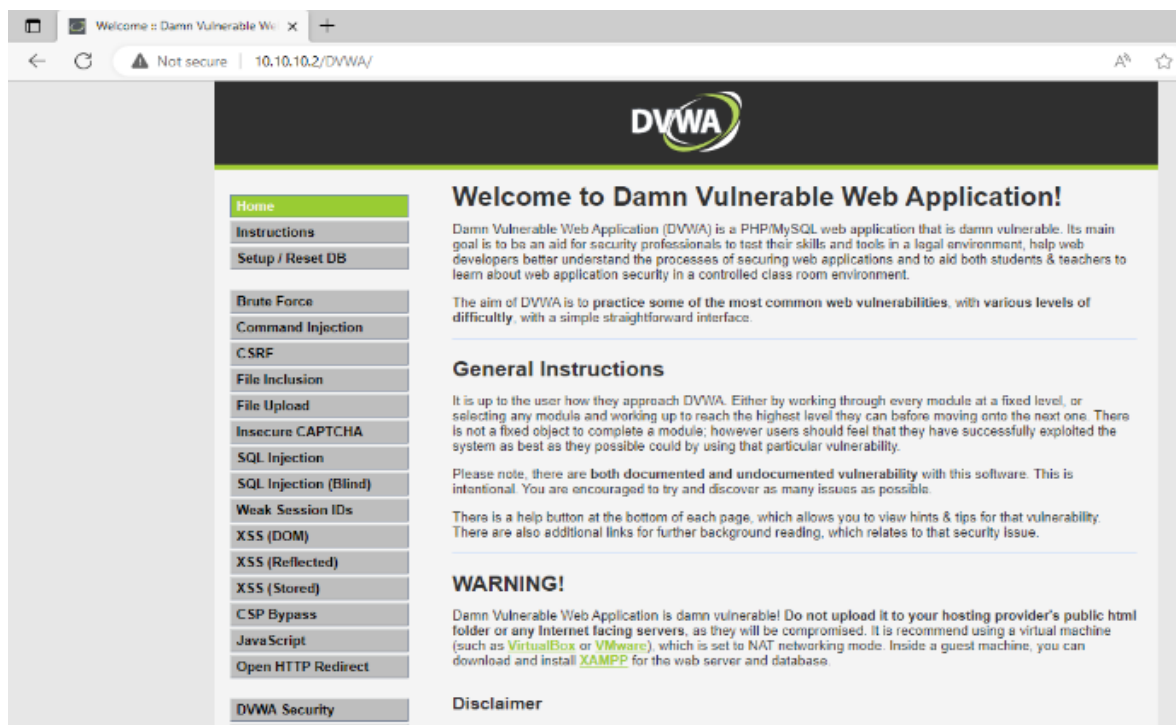 Welcome :: Damn Vulnerable We
Not secure
10.10.10.2/DVWA/
DVWA
Home
Instructions
Setup / Reset DB
Brute Force
Command Injection
CSRF
File Inclusion
File Upload
Insecure CAPTCHA
SQL Injection
SQL Injection (Blind)
Weak Session IDs
XSS (DOM)
XSS (Reflected)
XSS (Stored)
CSP Bypass
JavaScript
Open HTTP Redirect
DVWA Security
Welcome to Damn Vulnerable Web Application!
Damn Vulnerable Web Application (DVWA) is a PHP/MySQL web application that is damn vulnerable. Its main
goal is to be an aid for security professionals to test their skills and tools in a legal environment, help web
developers better understand the processes of securing web applications and to aid both students & teachers to
learn about web application security in a controlled class room environment.
The aim of DVWA is to practice some of the most common web vulnerabilities, with various levels of
difficultly, with a simple straightforward interface.
General Instructions
It is up to the user how they approach DVWA. Either by working through every module at a fixed level, or
selecting any module and working up to reach the highest level they can before moving onto the next one. There
is not a fixed object to complete a module; however users should feel that they have successfully exploited the
system as best as they possible could by using that particular vulnerability.
Please note, there are both documented and undocumented vulnerability with this software. This is
intentional. You are encouraged to try and discover as many issues as possible.
There is a help button at the bottom of each page, which allows you to view hints & tips for that vulnerability.
There are also additional links for further background reading, which relates to that security issue.
WARNING!
Damn Vulnerable Web Application is damn vulnerable! Do not upload it to your hosting provider's public html
folder or any Internet facing servers, as they will be compromised. It is recommend using a virtual machine
(such as VirtualBox or VMware), which is set to NAT networking mode. Inside a guest machine, you can
download and install XAMPP for the web server and database.
Disclaimer